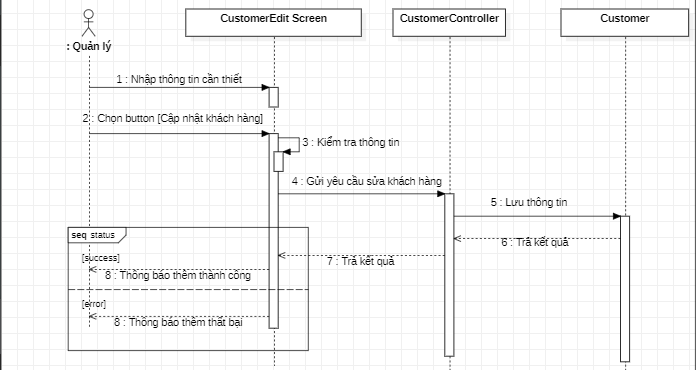 CustomerEdit Screen
CustomerController
Customer
: Quản lý
1 : Nhập thông tin cần thiết
2 : Chọn button [Cập nhật khách hàng]
3 : Kiểm tra thông tin
4 : Gửi yêu cầu sửa khách hàng
5 : Lưu thông tin
6 : Trả kết quả
7 : Trả kết quả
seq status
[success]
8 : Thông báo thêm thành công
[error]
8 : Thông báo thêm thất bại